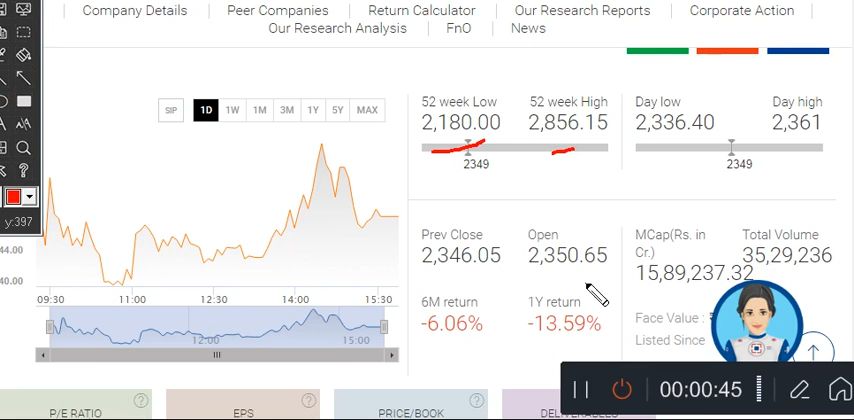 Company Details | Peer Companies | Return Calculator | Our Research Reports | Corporate Action |
Our Research Analysis | FnO | News
SIP 1D 1W 1M 3M 1Y 5Y MAX
52 week Low 52 week High
2,180.00 2,856.15
2349
Day low Day high
2,336.40 2,361
2349
44.00
40.00
09:30 11:00 12:30 14:00 15:30
12:00 15:00
Prev Close Open
2,346.05 2,350.65
6M return 1Y return
-6.06% -13.59%
MCap(Rs. in Cr.) Total Volume
15,89,237.32 35,29,236
Face Value :
Listed Since
y:397
00:00:45
P/E RATIO ? EPS ? PRICE/BOOK ?